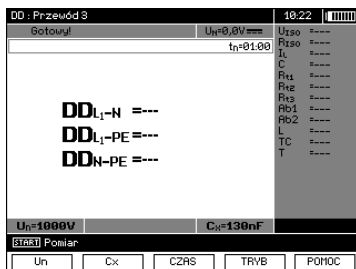 DD : Przewód 3 10:22
Gotowy! UN=0,0V
tn=01:00
DDL1-N =---
DDL1-PE=---
DDN-PE=---
UISO =----
RISO =----
IL =----
C =----
Rt1 =----
Rt2 =----
Rt3 =----
Ab1 =----
Ab2 =----
L =----
TC =----
T =----
Un=1000V CX=130nF
START Pomiar
Un Cx CZAS TRYB POMOC